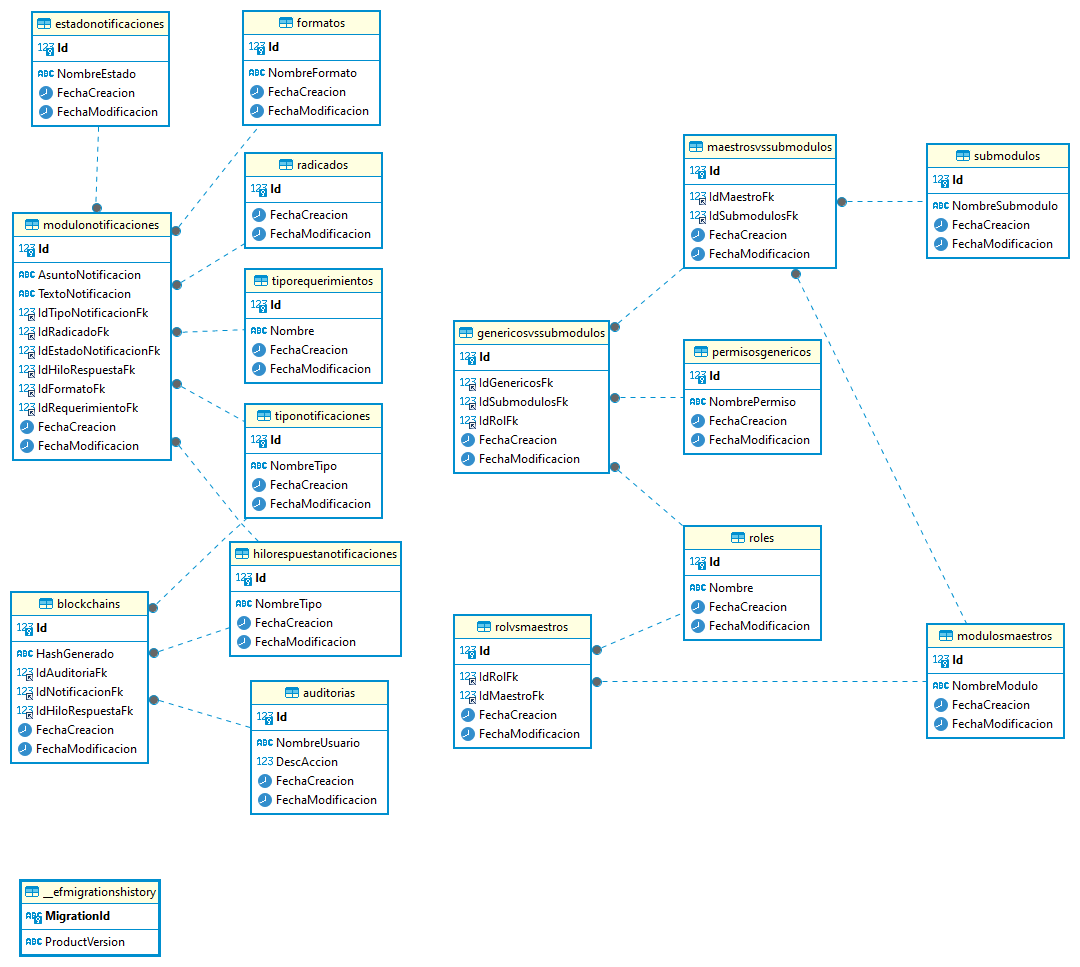 estadonotificaciones
123 Id
ABC NombreEstado
FechaCreacion
FechaModificacion
formatos
123 Id
ABC NombreFormato
FechaCreacion
FechaModificacion
radicados
123 Id
FechaCreacion
FechaModificacion
modulonotificaciones
123 Id
ABC AsuntoNotificacion
ABC TextoNotificacion
123 IdTipoNotificacionFk
123 IdRadicadoFk
123 IdEstadoNotificacionFk
123 IdHiloRespuestaFk
123 IdFormatoFk
123 IdRequerimientoFk
FechaCreacion
FechaModificacion
tiporequerimientos
123 Id
ABC Nombre
FechaCreacion
FechaModificacion
tiponotificaciones
123 Id
ABC NombreTipo
FechaCreacion
FechaModificacion
hilorespuestanotificaciones
123 Id
ABC NombreTipo
FechaCreacion
FechaModificacion
blockchains
123 Id
ABC HashGenerado
123 IdAuditoriaFk
123 IdNotificacionFk
123 IdHiloRespuestaFk
FechaCreacion
FechaModificacion
auditorias
123 Id
ABC NombreUsuario
123 DescAccion
FechaCreacion
FechaModificacion
__efmigrationshistory
ABC MigrationId
ABC ProductVersion
maestrosvssubmodulos
123 Id
123 IdMaestroFk
123 IdSubmodulosFk
FechaCreacion
FechaModificacion
submodulos
123 Id
ABC NombreSubmodulo
FechaCreacion
FechaModificacion
genericosvssubmodulos
123 Id
123 IdGenericosFk
123 IdSubmodulosFk
123 IdRolFk
FechaCreacion
FechaModificacion
permisosgenericos
123 Id
ABC NombrePermiso
FechaCreacion
FechaModificacion
roles
123 Id
ABC Nombre
FechaCreacion
FechaModificacion
rolvsmaestros
123 Id
123 IdRolFk
123 IdMaestroFk
FechaCreacion
FechaModificacion
modulosmaestros
123 Id
ABC NombreModulo
FechaCreacion
FechaModificacion